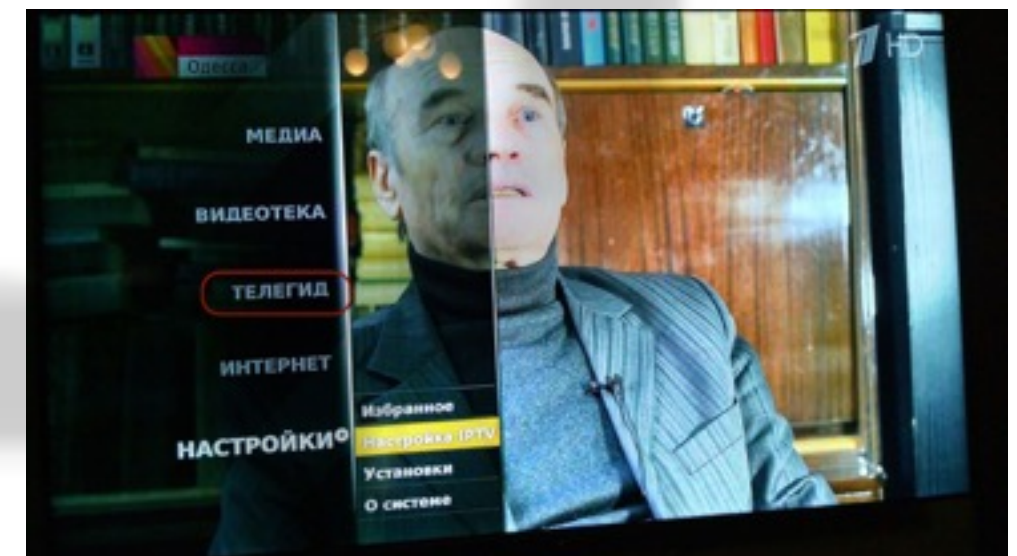 Одесса
HD
МЕДИА
ВИДЕОТЕКА
ТЕЛЕГИД
ИНТЕРНЕТ
НАСТРОЙКИ
Избранное
Настройка IPTV
Установки
О системе